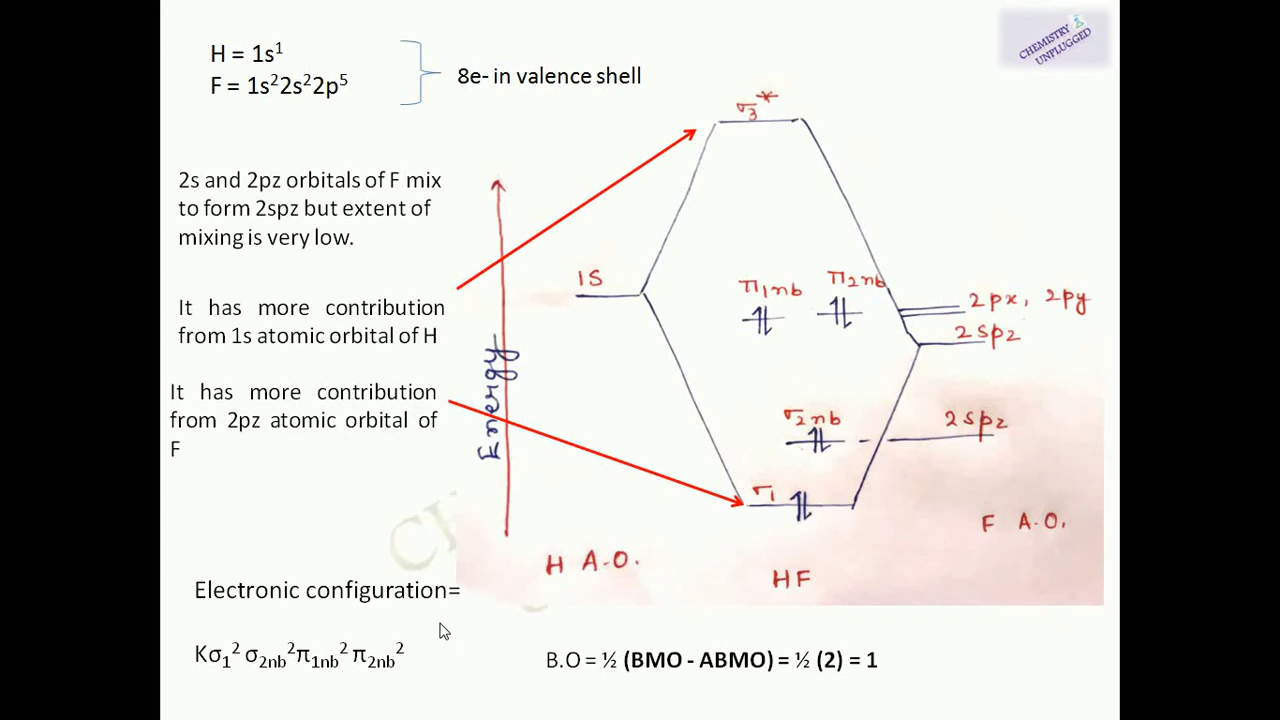 CHEMISTRY
UNPLUGGED
H = 1s¹
F = 1s²2s²2p⁵
8e- in valence shell
σ₃*
2s and 2pz orbitals of F mix
to form 2spz but extent of
mixing is very low.
It has more contribution
from 1s atomic orbital of H
It has more contribution
from 2pz atomic orbital of
F
Energy
1S
π₁nb
π₂nb
2px, 2py
2spz
σ₂nb
2spz
σ₁
F A.O.
H A.O.
HF
Electronic configuration=
Kσ₁² σ₂nb²π₁nb² π₂nb²
B.O = ½ (BMO - ABMO) = ½ (2) = 1